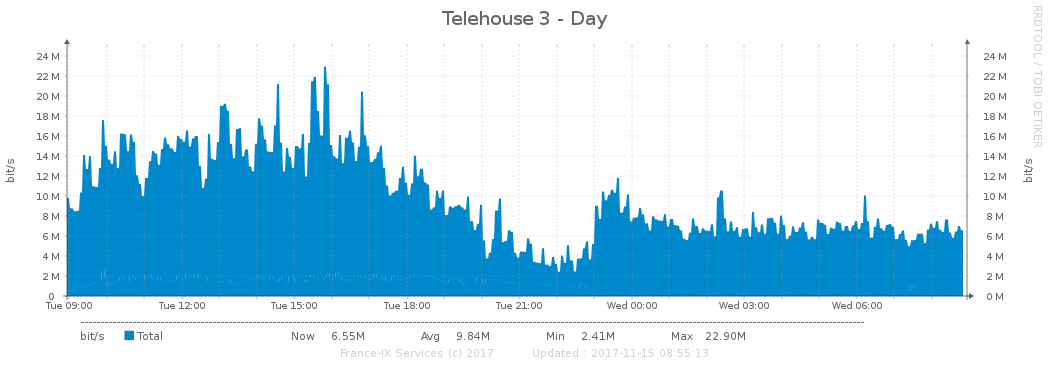 Telehouse 3 - Day
RRDTOOL / TOBI OETIKER
bit/s
24 M
22 M
20 M
18 M
16 M
14 M
12 M
10 M
8 M
6 M
4 M
2 M
0
24 M
22 M
20 M
18 M
16 M
14 M
12 M
10 M
8 M
6 M
4 M
2 M
0 M
bit/s
Tue 09:00 Tue 12:00 Tue 15:00 Tue 18:00 Tue 21:00 Wed 00:00 Wed 03:00 Wed 06:00
bit/s Total Now 6.55M Avg 9.84M Min 2.41M Max 22.90M
France-IX Services (c) 2017 Updated : 2017-11-15 08:55:13